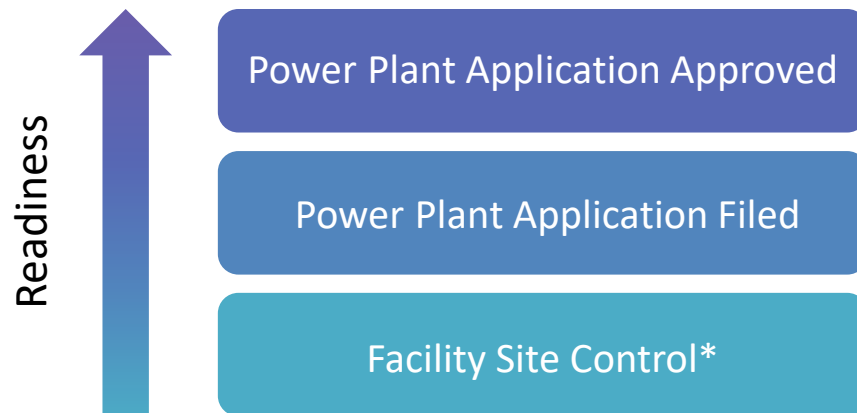 Readiness
Power Plant Application Approved
Power Plant Application Filed
Facility Site Control*